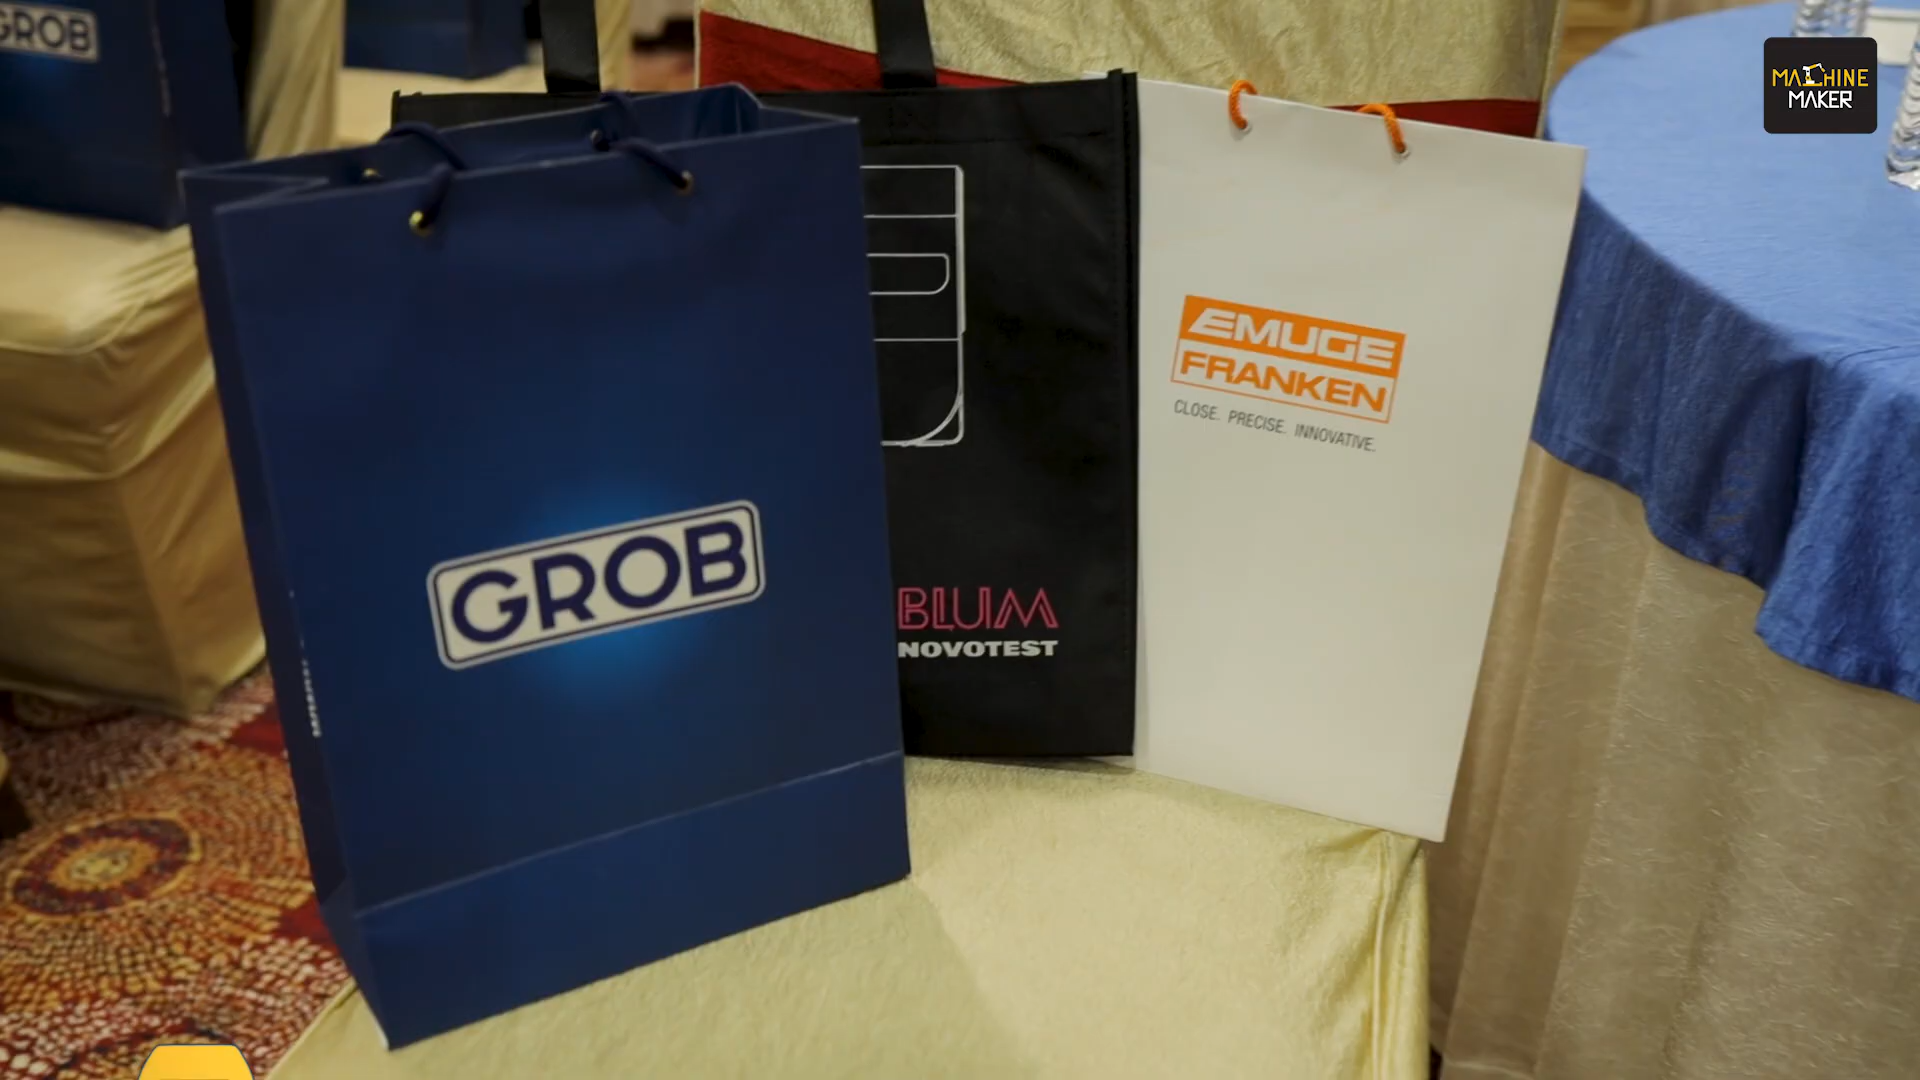 GROB
MACHINE
MAKER
EMUGE
FRANKEN
CLOSE. PRECISE. INNOVATIVE.
GROB
BLUM
NOVOTEST